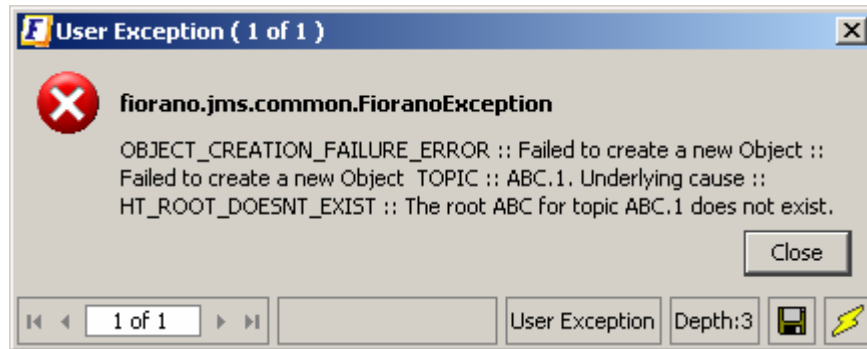 F User Exception ( 1 of 1 )
fiorano.jms.common.FioranoException
OBJECT_CREATION_FAILURE_ERROR :: Failed to create a new Object ::
Failed to create a new Object  TOPIC :: ABC.1. Underlying cause ::
HT_ROOT_DOESNT_EXIST :: The root ABC for topic ABC.1 does not exist.
Close
1 of 1 User Exception Depth:3